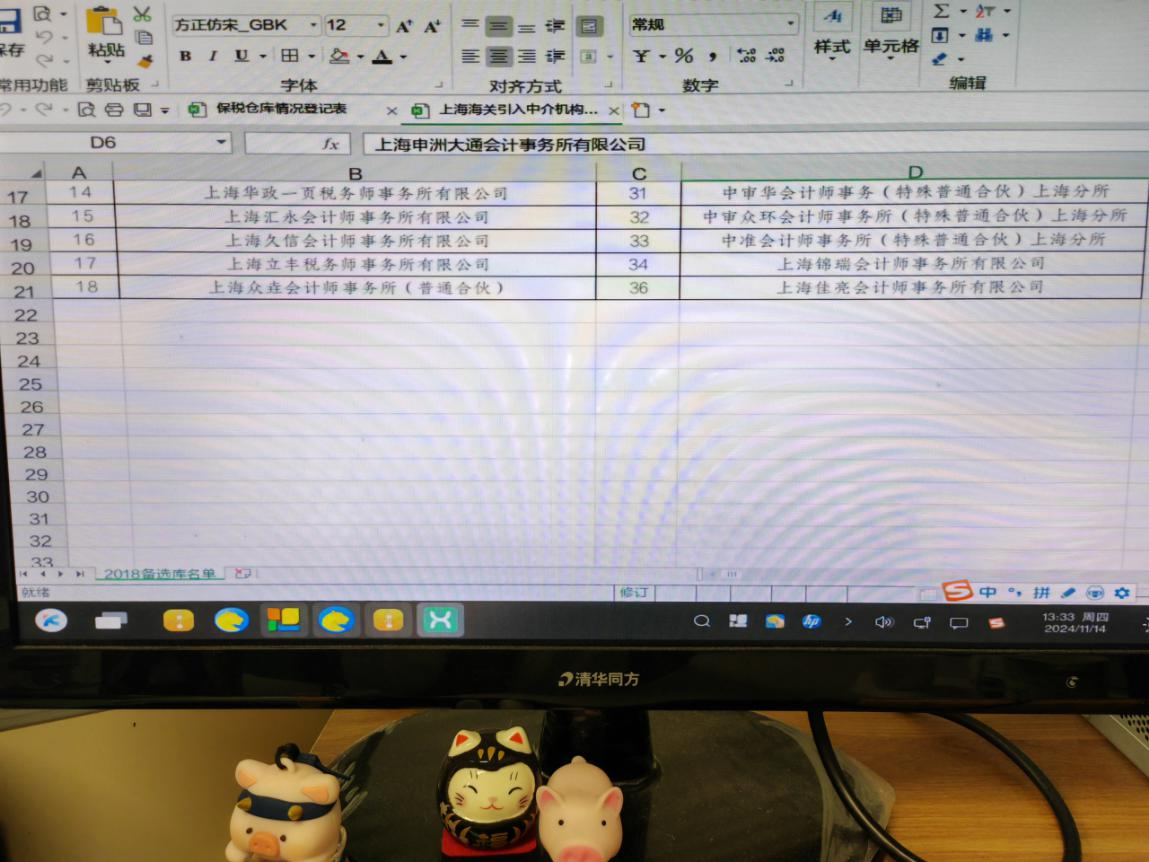 保存
粘贴
方正仿宋_GBK
12
常规
样式
单元格
B I U
常用功能
剪贴板
字体
对齐方式
数字
编辑
保税仓库情况登记表
上海海关引入中介机构...
D6
fx
上海申洲大通会计事务所有限公司
A B C D
17 14 上海华政一页税务师事务所有限公司 31 中审华会计师事务（特殊普通合伙）上海分所
18 15 上海汇永会计师事务所有限公司 32 中审众环会计师事务所（特殊普通合伙）上海分所
19 16 上海久信会计师事务所有限公司 33 中准会计师事务所（特殊普通合伙）上海分所
20 17 上海立丰税务师事务所有限公司 34 上海锦瑞会计师事务所有限公司
21 18 上海众垚会计师事务所（普通合伙） 36 上海佳亮会计师事务所有限公司
22
23
24
25
26
27
28
29
30
31
32
33
2018备选库名单
就绪
修订
中
拼
hp
13:33 周四
2024/11/14
清华同方